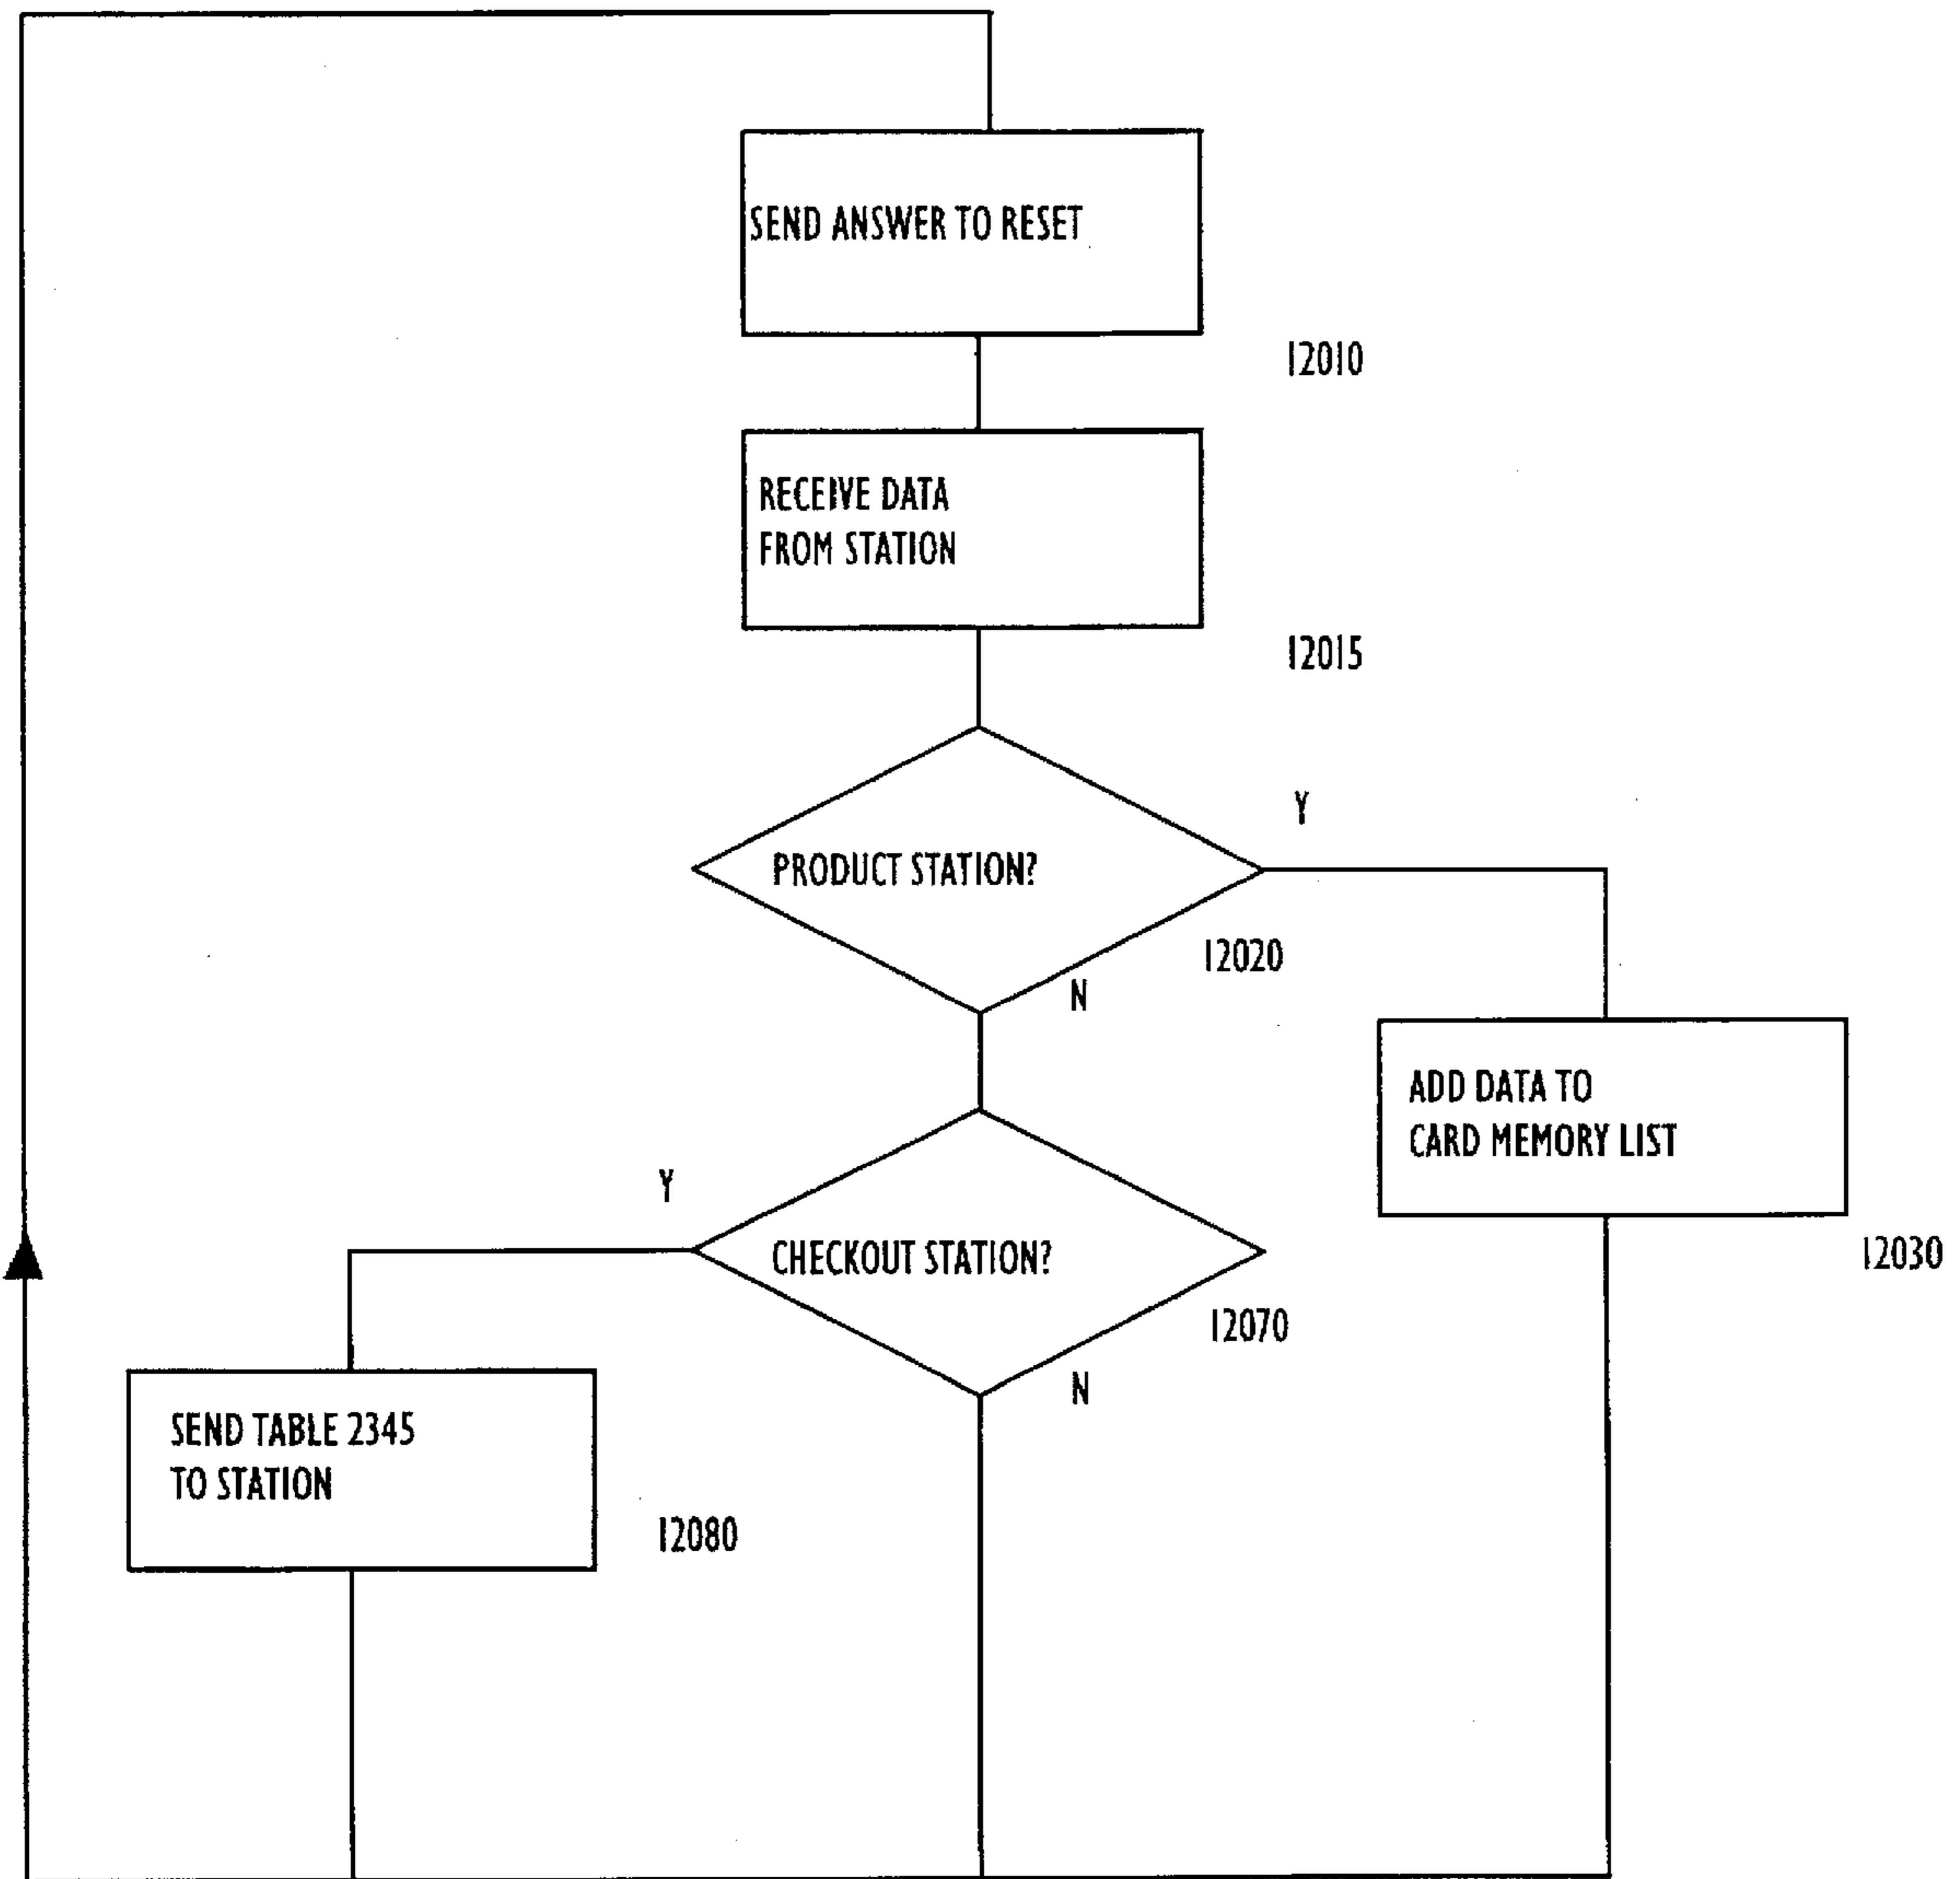 SEND ANSWER TO RESET
12010
RECEIVE DATA
FROM STATION
12015
Y
PRODUCT STATION?
12020
N
ADD DATA TO
CARD MEMORY LIST
12030
Y
CHECKOUT STATION?
12070
N
SEND TABLE 2345
TO STATION
12080